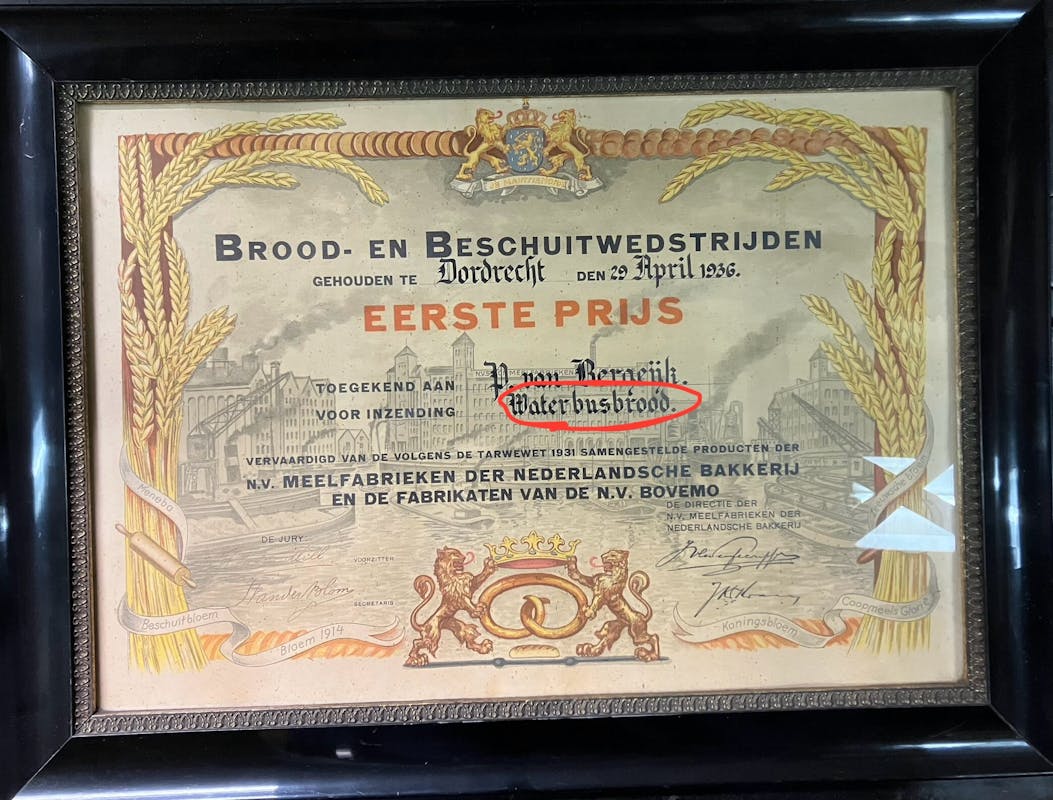 JE MAINTIENDRAI
BROOD- EN BESCHUITWEDSTRIJDEN
GEHOUDEN TE Dordrecht DEN 29 April 1936.
EERSTE PRIJS
TOEGEKEND AAN P. van Bergeijk.
VOOR INZENDING Waterbusbrood.
VERVAARDIGD VAN DE VOLGENS DE TARWEWET 1931 SAMENGESTELDE PRODUCTEN DER
N.V. MEELFABRIEKEN DER NEDERLANDSCHE BAKKERIJ
EN DE FABRIKATEN VAN DE N.V. BOVEMO
DE DIRECTIE DER
N.V. MEELFABRIEKEN DER
NEDERLANDSCHE BAKKERIJ
DE JURY
VOORZITTER
SECRETARIS
Meneba
Beschuitbloem
Bloem 1914
Koningsbloem
Coopmeels Glorie